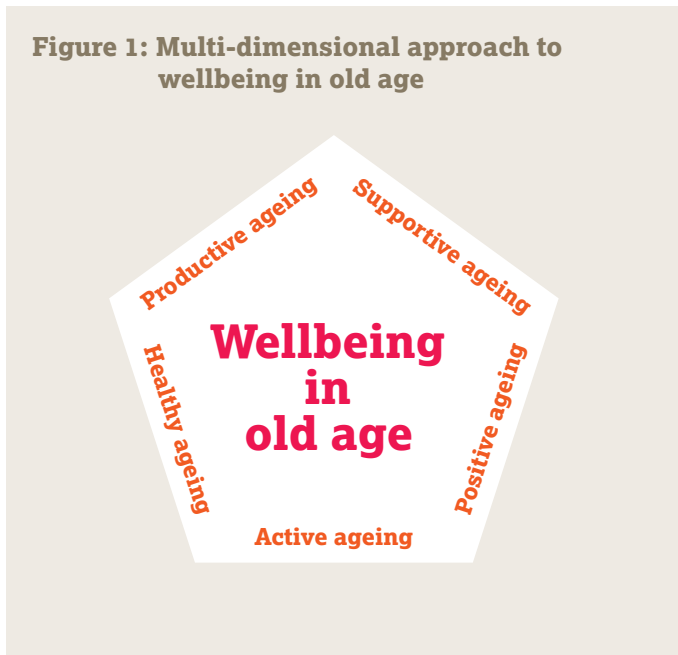 Figure 1: Multi-dimensional approach to
wellbeing in old age
Productive ageing
Supportive ageing
Wellbeing
in
old age
Healthy ageing
Positive ageing
Active ageing